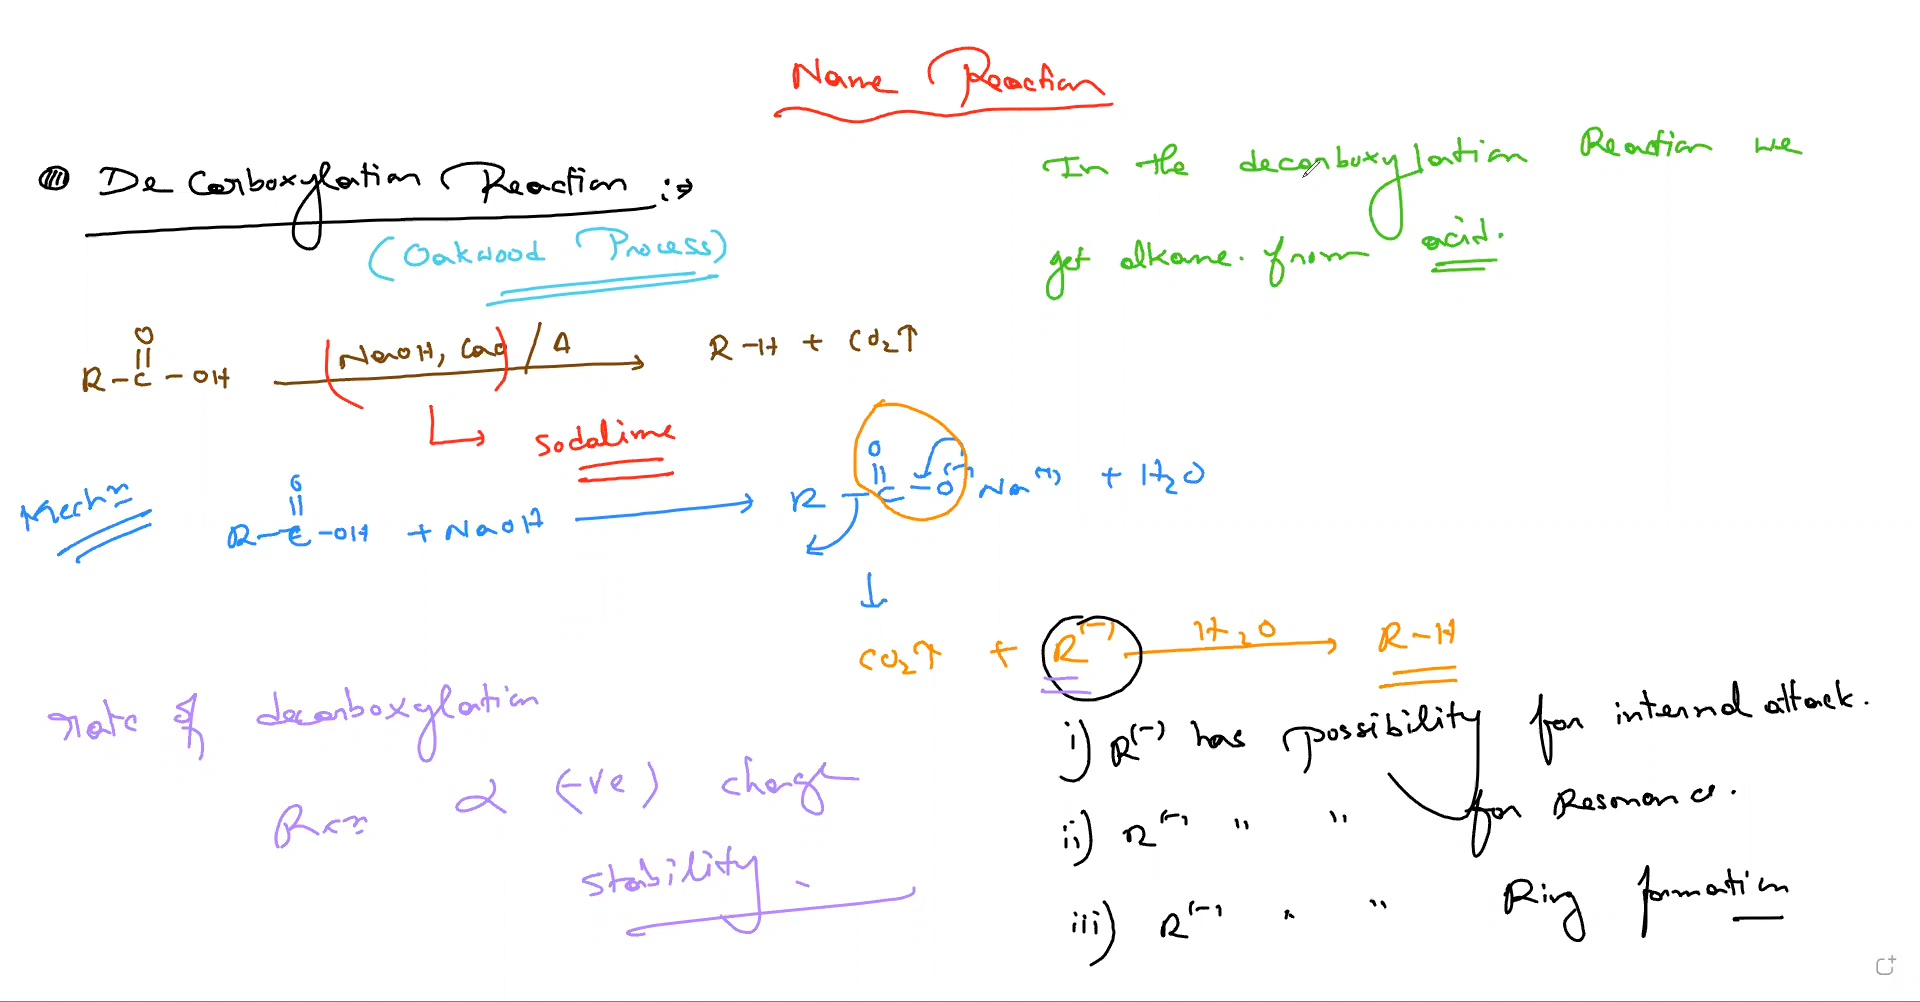 Name Reaction
De Carboxylation Reaction :→
(Oakwood Process)
In the decarboxylation Reaction we
get alkane. from acid.
O
R-C-OH (NaOH, CaO)/Δ R-H + CO2↑
Sodalime
Mechn
O
R-C-OH + NaOH
O
R-C-O(-) Na(+) + H2O
CO2↑ + R(-) H2O R-H
rate of decarboxylation
Rxn α (-ve) charge
stability.
i) R(-) has possibility for internal attack.
ii) R(-) " " for Resonance.
iii) R(-) " " Ring formation